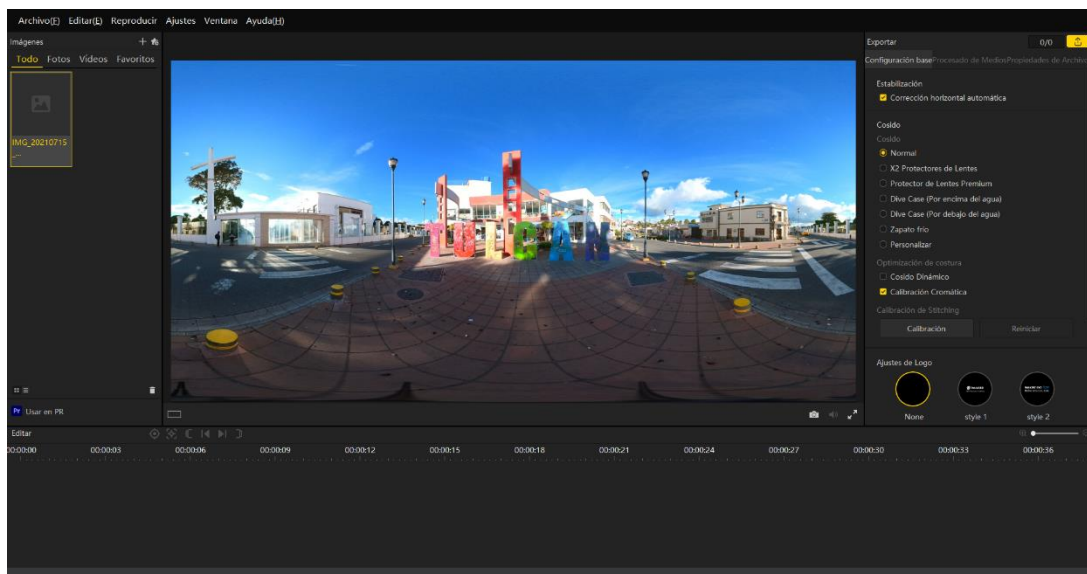 Archivo(F) Editar(E) Reproducir Ajustes Ventana Ayuda(H)
Imágenes
Todo Fotos Vídeos Favoritos
IMG_20210715
_...
Pr Usar en PR
TULCAN
Exportar 0/0
Configuración base Procesado de Medios Propiedades de Archivo
Estabilización
Corrección horizontal automática
Cosido
Cosido
Normal
X2 Protectores de Lentes
Protector de Lentes Premium
Dive Case (Por encima del agua)
Dive Case (Por debajo del agua)
Zapato frío
Personalizar
Optimización de costura
Cosido Dinámico
Calibración Cromática
Calibración de Stitching
Calibración Reiniciar
Ajustes de Logo
None style 1 style 2
Editar
00:00:00 00:00:03 00:00:06 00:00:09 00:00:12 00:00:15 00:00:18 00:00:21 00:00:24 00:00:27 00:00:30 00:00:33 00:00:36